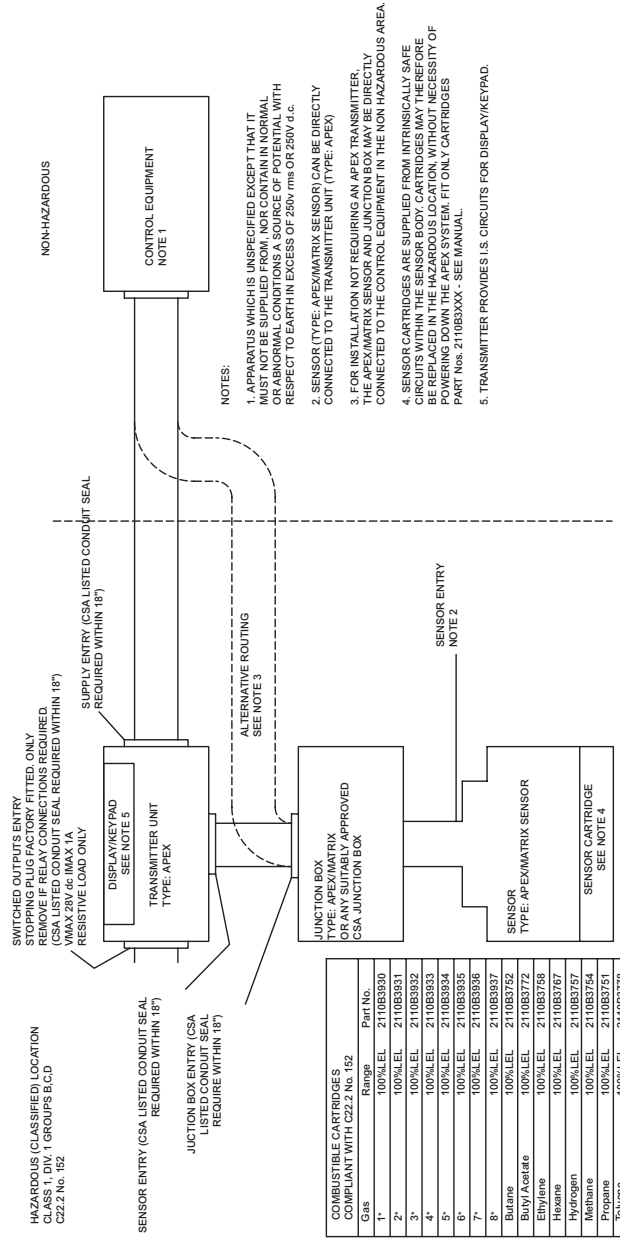 HAZARDOUS (CLASSIFIED) LOCATION
CLASS 1, DIV. 1 GROUPS B,C,D
C22.2 No. 152
NON-HAZARDOUS
SWITCHED OUTPUTS ENTRY
STOPPING PLUG FACTORY FITTED. ONLY
REMOVE IF RELAY CONNECTIONS REQUIRED.
(CSA LISTED CONDUIT SEAL REQUIRED WITHIN 18")
VMAX 28V dc IMAX 1A
RESISTIVE LOAD ONLY
SUPPLY ENTRY (CSA LISTED CONDUIT SEAL
REQUIRED WITHIN 18")
DISPLAY/KEYPAD
SEE NOTE 5
TRANSMITTER UNIT
TYPE: APEX
CONTROL EQUIPMENT
NOTE 1
SENSOR ENTRY (CSA LISTED CONDUIT SEAL
REQUIRED WITHIN 18")
JUCTION BOX ENTRY (CSA
LISTED CONDUIT SEAL
REQUIRE WITHIN 18")
ALTERNATIVE ROUTING
SEE NOTE 3
JUNCTION BOX
TYPE: APEX/MATRIX
OR ANY SUITABLY APPROVED
CSA JUNCTION BOX
SENSOR ENTRY
NOTE 2
SENSOR
TYPE: APEX/MATRIX SENSOR
SENSOR CARTRIDGE
SEE NOTE 4
NOTES:
1. APPARATUS WHICH IS UNSPECIFIED EXCEPT THAT IT
MUST NOT BE SUPPLIED FROM, NOR CONTAIN IN NORMAL
OR ABNORMAL CONDITIONS A SOURCE OF POTENTIAL WITH
RESPECT TO EARTH IN EXCESS OF 250v rms OR 250V d.c.
2. SENSOR (TYPE: APEX/MATRIX SENSOR) CAN BE DIRECTLY
CONNECTED TO THE TRANSMITTER UNIT (TYPE: APEX)
3. FOR INSTALLATION NOT REQUIRING AN APEX TRANSMITTER,
THE APEX/MATRIX SENSOR AND JUNCTION BOX MAY BE DIRECTLY
CONNECTED TO THE CONTROL EQUIPMENT IN THE NON HAZARDOUS AREA.
4. SENSOR CARTRIDGES ARE SUPPLIED FROM INTRINSICALLY SAFE
CIRCUITS WITHIN THE SENSOR BODY. CARTRIDGES MAY THEREFORE
BE REPLACED IN THE HAZARDOUS LOCATION, WITHOUT NECESSITY OF
POWERING DOWN THE APEX SYSTEM. FIT ONLY CARTRIDGES
PART Nos. 2110B3XXX - SEE MANUAL.
5. TRANSMITTER PROVIDES I.S. CIRCUITS FOR DISPLAY/KEYPAD.
COMBUSTIBLE CARTRIDGES
COMPLIANT WITH C22.2 No. 152
Gas Range Part No.
1* 100%LEL 2110B3930
2* 100%LEL 2110B3931
3* 100%LEL 2110B3932
4* 100%LEL 2110B3933
5* 100%LEL 2110B3934
6* 100%LEL 2110B3935
7* 100%LEL 2110B3936
8* 100%LEL 2110B3937
Butane 100%LEL 2110B3752
Butyl Acetate 100%LEL 2110B3772
Ethylene 100%LEL 2110B3758
Hexane 100%LEL 2110B3767
Hydrogen 100%LEL 2110B3757
Methane 100%LEL 2110B3754
Propane 100%LEL 2110B3751
Toluene 100%LEL